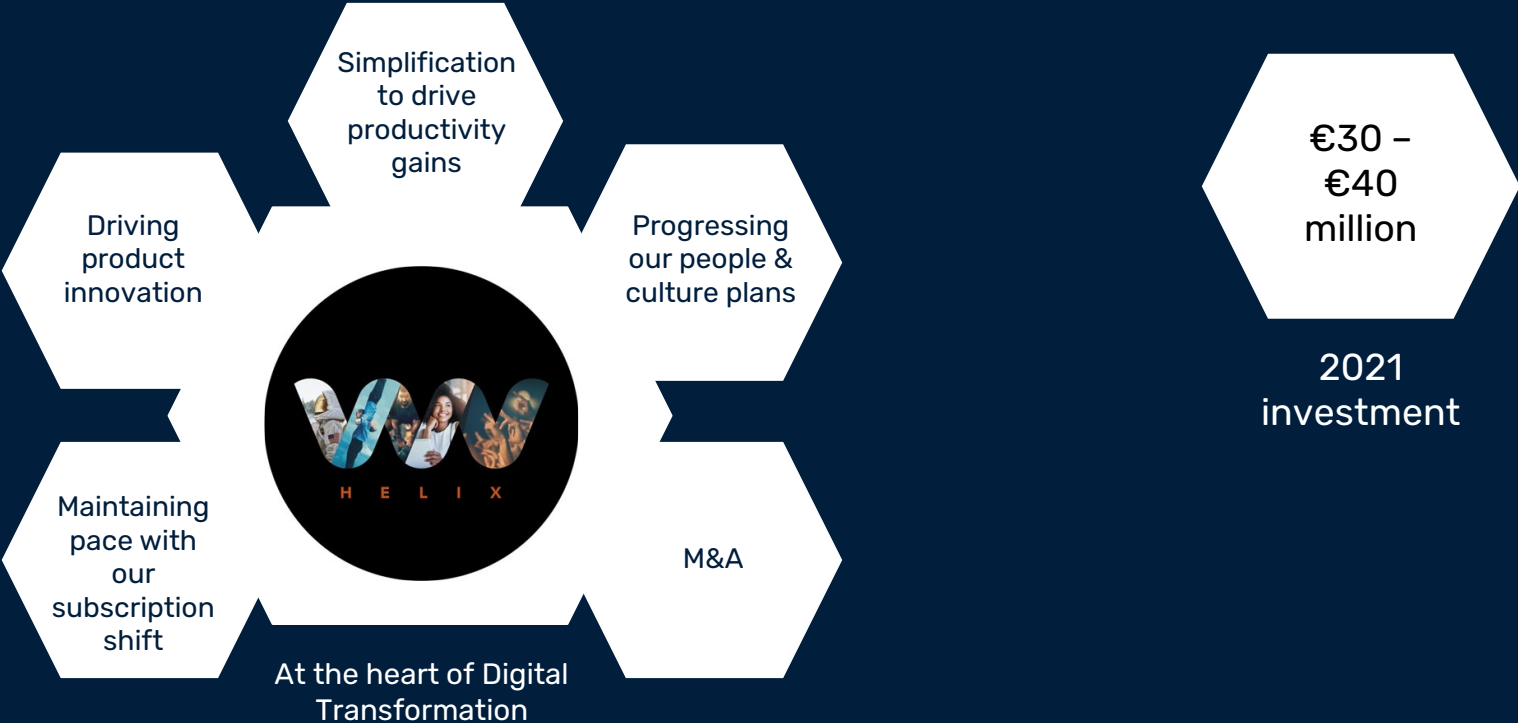 Simplification
to drive
productivity
gains
Driving
product
innovation
Progressing
our people &
culture plans
HELIX
Maintaining
pace with
our
subscription
shift
M&A
At the heart of Digital
Transformation
€30 –
€40
million
2021
investment